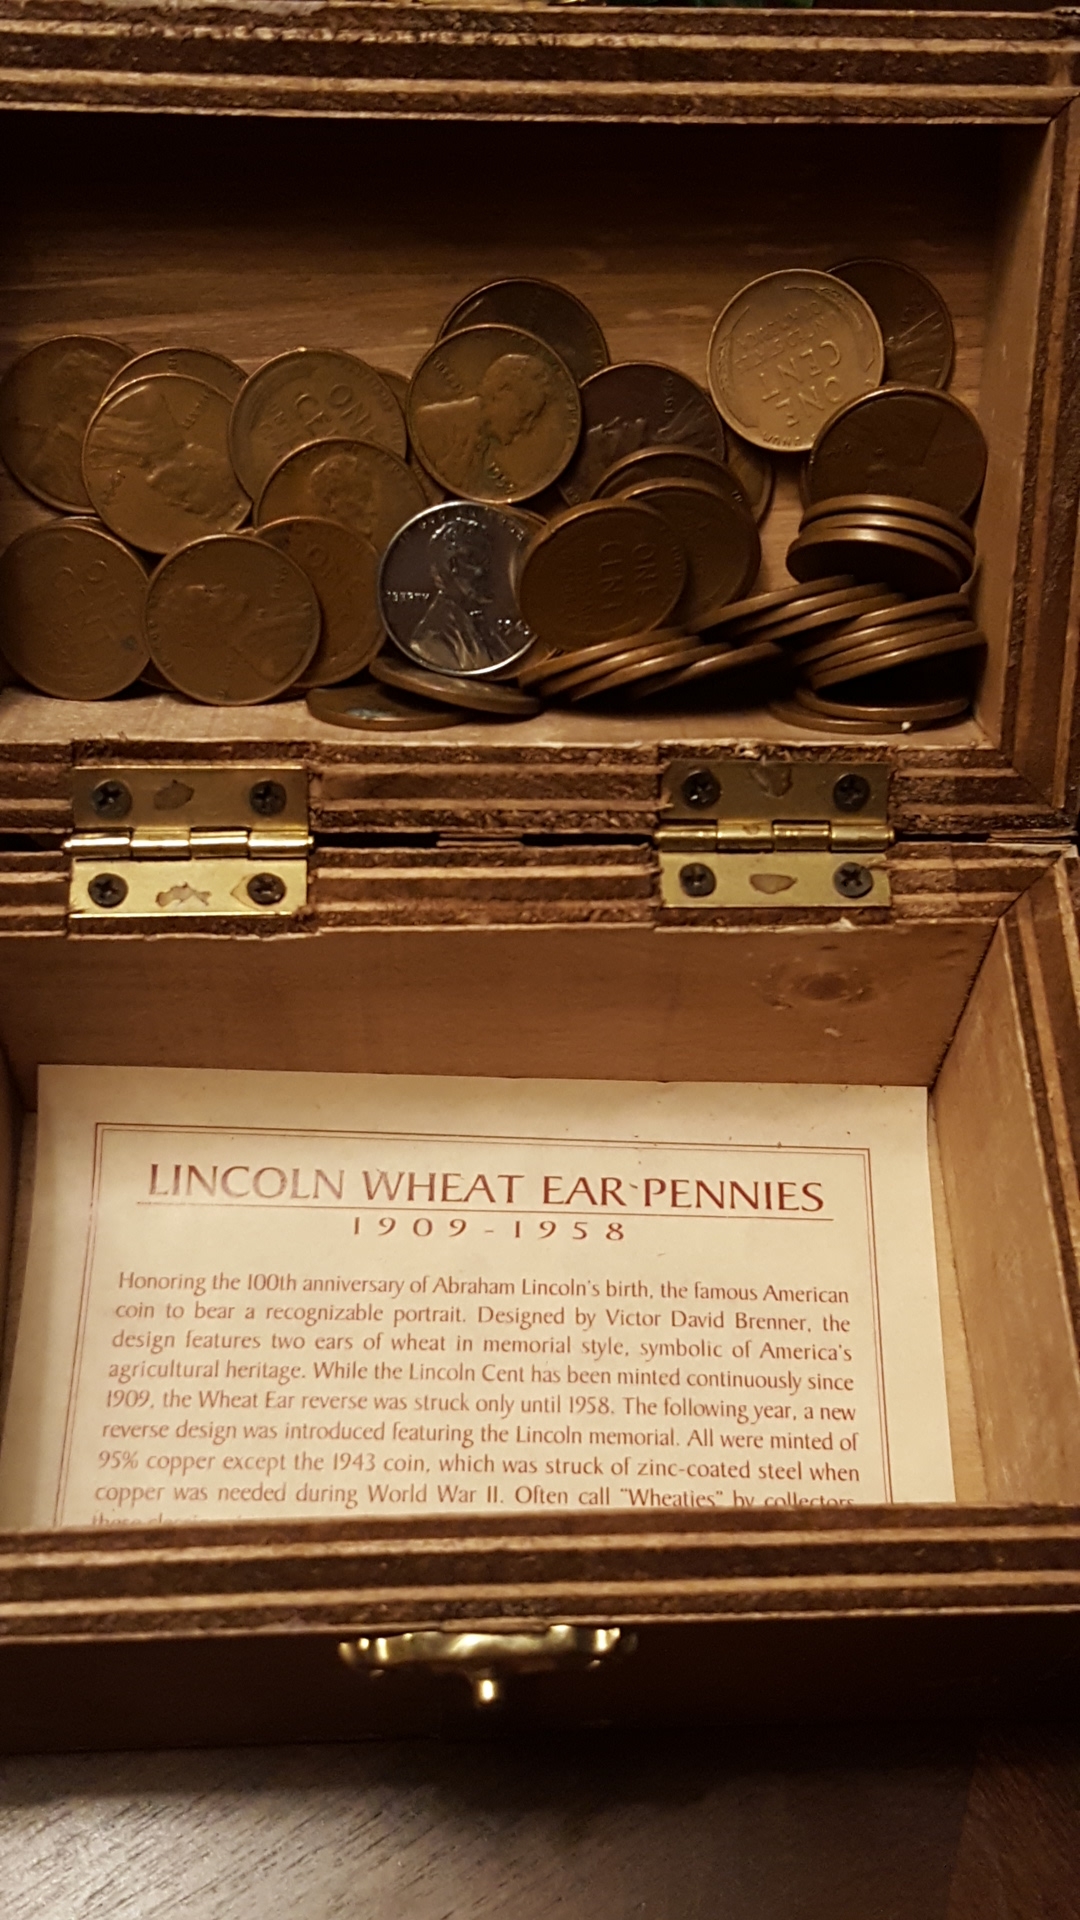 ONE
CENT
LIBERTY
ONE
CENT
ONE
CENT
LINCOLN WHEAT EAR PENNIES
1909-1958
Honoring the 100th anniversary of Abraham Lincoln's birth, the famous American
coin to bear a recognizable portrait. Designed by Victor David Brenner, the
design features two ears of wheat in memorial style, symbolic of America's
agricultural heritage. While the Lincoln Cent has been minted continuously since
1909, the Wheat Ear reverse was struck only until 1958. The following year, a new
reverse design was introduced featuring the Lincoln memorial. All were minted of
95% copper except the 1943 coin, which was struck of zinc-coated steel when
copper was needed during World War II. Often call "Wheaties" by collectors